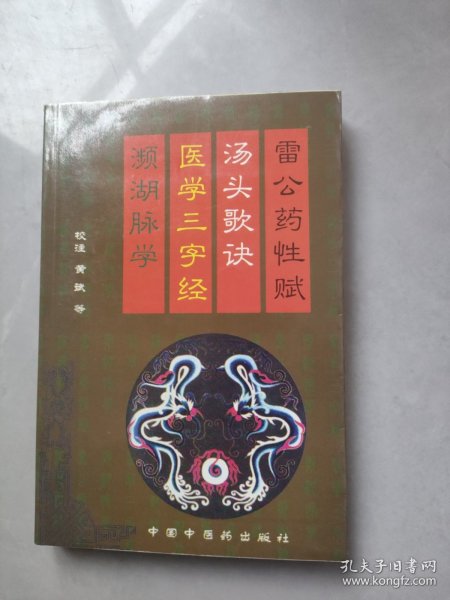 雷公药性赋
汤头歌诀
医学三字经
濒湖脉学
校注 黄斌 等
中国中医药出版社
孔夫子旧书网
www.kongfz.com